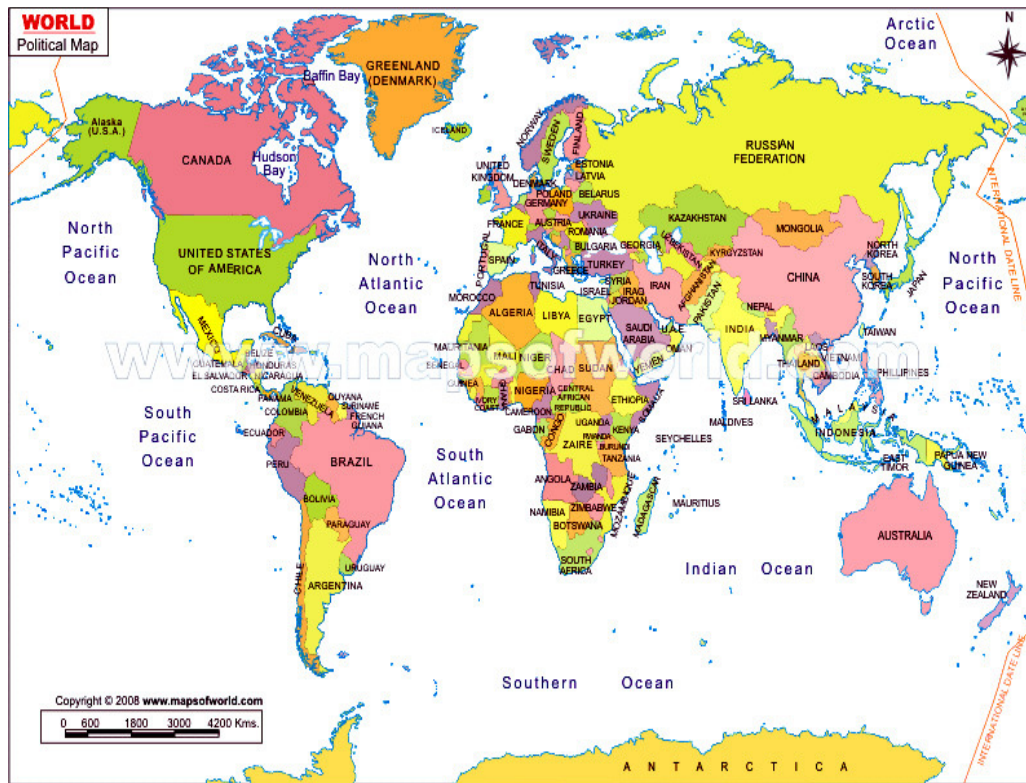 WORLD
Political Map
Arctic
Ocean
N
GREENLAND
(DENMARK)
Baffin Bay
Alaska
(U.S.A.)
ICELAND
CANADA
Hudson
Bay
NORWAY
SWEDEN
FINLAND
RUSSIAN
FEDERATION
INTERNATIONAL DATE LINE
UNITED
KINGDOM
ESTONIA
LATVIA
DENMARK
POLAND
BELARUS
GERMANY
UKRAINE
FRANCE
AUSTRIA
ROMANIA
KAZAKHSTAN
MONGOLIA
North
Pacific
Ocean
UNITED STATES
OF AMERICA
North
Atlantic
Ocean
PORTUGAL
SPAIN
ITALY
BULGARIA
GEORGIA
UZBEKISTAN
KYRGYZSTAN
NORTH
KOREA
SOUTH
KOREA
JAPAN
North
Pacific
Ocean
GREECE
TURKEY
CHINA
TUNISIA
SYRIA
ISRAEL
IRAQ
JORDAN
IRAN
AFGHANISTAN
PAKISTAN
MOROCCO
ALGERIA
LIBYA
EGYPT
SAUDI
ARABIA
U.A.E
OMAN
NEPAL
INDIA
MYANMAR
TAIWAN
MEXICO
CUBA
www.mapsofworld.com
MAURITANIA
MALI
NIGER
CHAD
SUDAN
YEMEN
LAOS
THAILAND
VIETNAM
CAMBODIA
PHILIPPINES
BELIZE
GUATEMALA
HONDURAS
EL SALVADOR
NICARAGUA
COSTA RICA
PANAMA
VENEZUELA
GUYANA
SURINAME
FRENCH
GUIANA
COLOMBIA
ECUADOR
SENEGAL
GUINEA
IVORY
COAST
GHANA
NIGERIA
CAMEROON
CENTRAL
AFRICAN
REPUBLIC
ETHIOPIA
SOMALIA
SRI LANKA
MALDIVES
MALAYSIA
INDONESIA
South
Pacific
Ocean
PERU
BRAZIL
South
Atlantic
Ocean
GABON
CONGO
ZAIRE
UGANDA
KENYA
RWANDA
BURUNDI
TANZANIA
SEYCHELLES
EAST
TIMOR
PAPUA NEW
GUINEA
BOLIVIA
PARAGUAY
ANGOLA
ZAMBIA
ZIMBABWE
MOZAMBIQUE
MADAGASCAR
MAURITIUS
NAMIBIA
BOTSWANA
SOUTH
AFRICA
AUSTRALIA
CHILE
URUGUAY
ARGENTINA
Indian Ocean
NEW
ZEALAND
Southern Ocean
INTERNATIONAL DATE LINE
Copyright © 2008 www.mapsofworld.com
0 600 1800 3000 4200 Kms.
ANTARCTICA